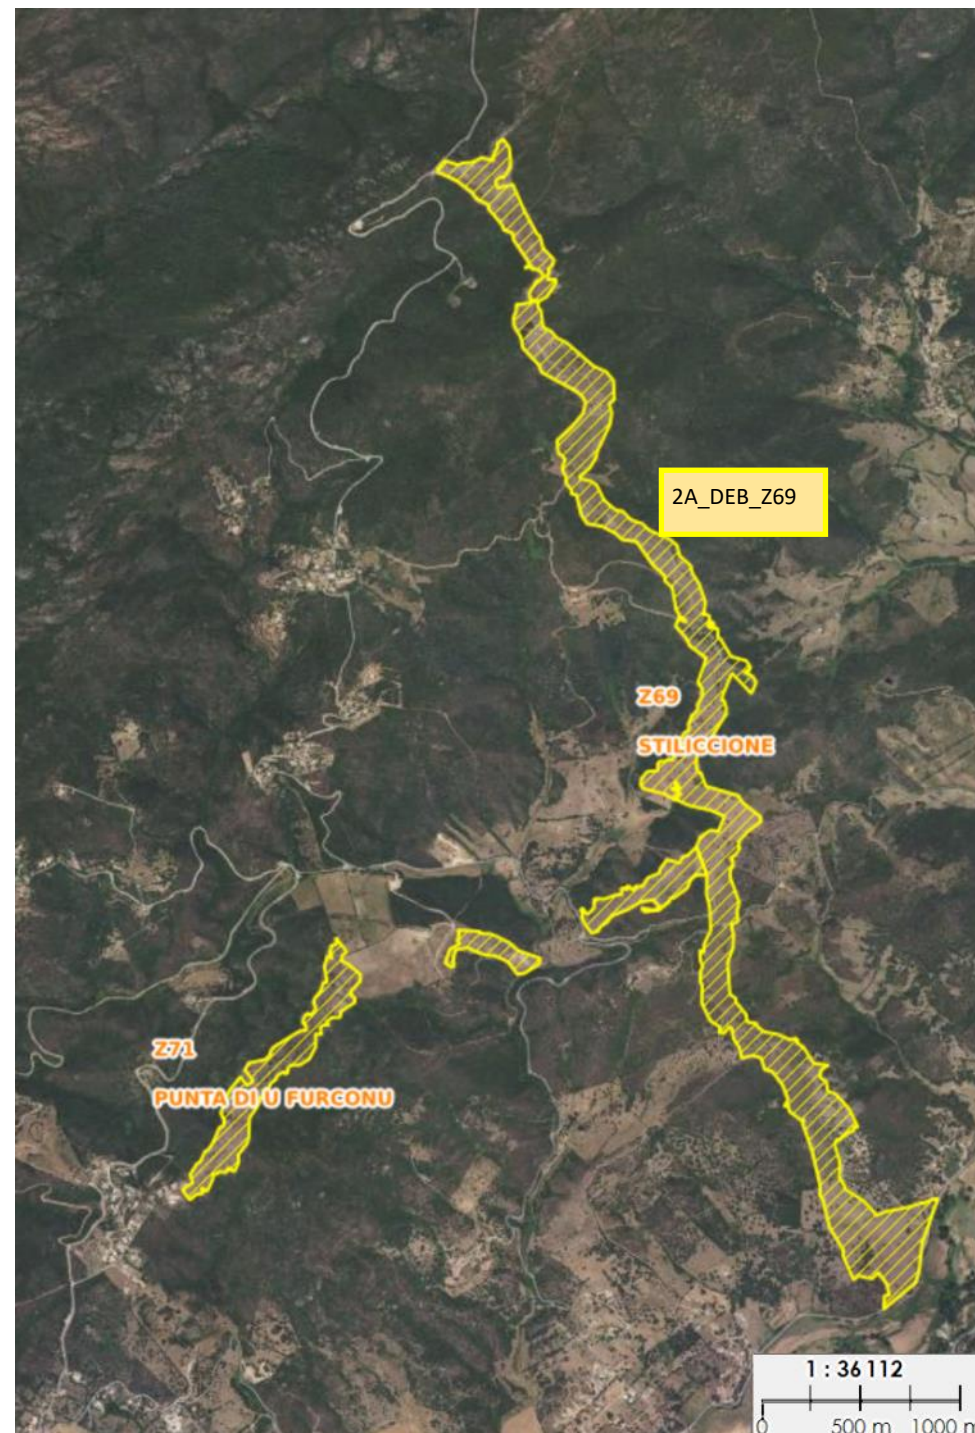 2A_DEB_Z69
Z69
STILICCIONE
Z71
PUNTA DI U FURCONU
1 : 36 112
0 500 m 1000 m